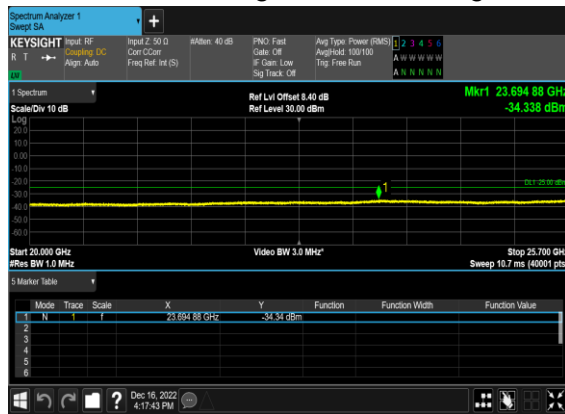 Spectrum Analyzer 1
Swept SA
+
KEYSIGHT Input: RF Input Z: 50 Ω #Atten: 40 dB PNO: Fast Avg Type: Power (RMS) 1 2 3 4 5 6
R T Coupling: DC Corr CCorr Gate: Off Avg|Hold: 100/100 A W W W W W
Align: Auto Freq Ref: Int (S) IF Gain: Low Trig: Free Run
LW Sig Track: Off A N N N N N
1 Spectrum Ref Lvl Offset 8.40 dB Mkr1 23.694 88 GHz
Scale/Div 10 dB Ref Level 30.00 dBm -34.338 dBm
Log
20.0
10.0
0.00
-10.0
-20.0
1
DL1 -25.00 dBm
-30.0
-40.0
-50.0
-60.0
Start 20.000 GHz Video BW 3.0 MHz* Stop 25.700 GHz
#Res BW 1.0 MHz Sweep 10.7 ms (40001 pts
5 Marker Table
Mode Trace Scale X Y Function Function Width Function Value
1 N 1 f 23.694 88 GHz -34.34 dBm
2
3
4
5
6
? Dec 16, 2022
4:17:43 PM